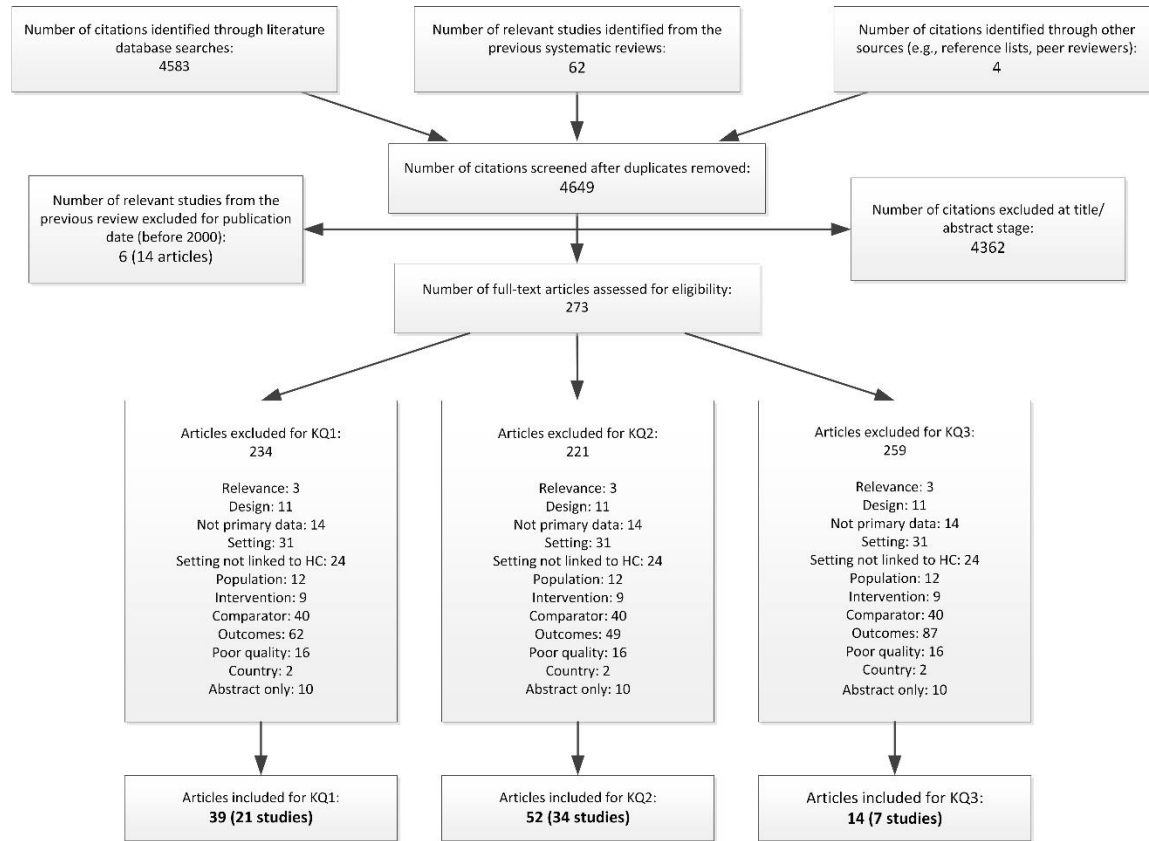 Number of citations identified through literature
database searches:
4583
Number of relevant studies identified from the
previous systematic reviews:
62
Number of citations identified through other
sources (e.g., reference lists, peer reviewers):
4
Number of citations screened after duplicates removed:
4649
Number of relevant studies from the
previous review excluded for publication
date (before 2000):
6 (14 articles)
Number of citations excluded at title/
abstract stage:
4362
Number of full-text articles assessed for eligibility:
273
Articles excluded for KQ1:
234
Relevance: 3
Design: 11
Not primary data: 14
Setting: 31
Setting not linked to HC: 24
Population: 12
Intervention: 9
Comparator: 40
Outcomes: 62
Poor quality: 16
Country: 2
Abstract only: 10
Articles excluded for KQ2:
221
Relevance: 3
Design: 11
Not primary data: 14
Setting: 31
Setting not linked to HC: 24
Population: 12
Intervention: 9
Comparator: 40
Outcomes: 49
Poor quality: 16
Country: 2
Abstract only: 10
Articles excluded for KQ3:
259
Relevance: 3
Design: 11
Not primary data: 14
Setting: 31
Setting not linked to HC: 24
Population: 12
Intervention: 9
Comparator: 40
Outcomes: 87
Poor quality: 16
Country: 2
Abstract only: 10
Articles included for KQ1:
39 (21 studies)
Articles included for KQ2:
52 (34 studies)
Articles included for KQ3:
14 (7 studies)